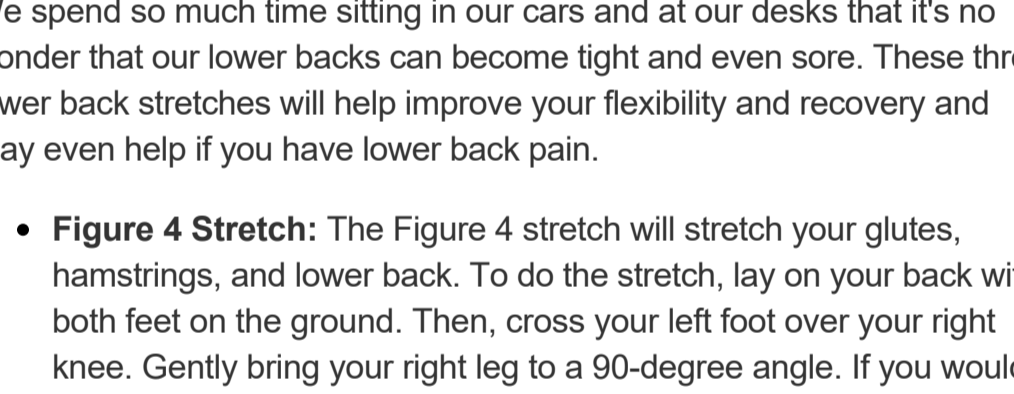 e spend so much time sitting in our cars and at our desks that it's no
onder that our lower backs can become tight and even sore. These thr
wer back stretches will help improve your flexibility and recovery and
ay even help if you have lower back pain.
• Figure 4 Stretch: The Figure 4 stretch will stretch your glutes,
hamstrings, and lower back. To do the stretch, lay on your back wi
both feet on the ground. Then, cross your left foot over your right
knee. Gently bring your right leg to a 90-degree angle. If you woul